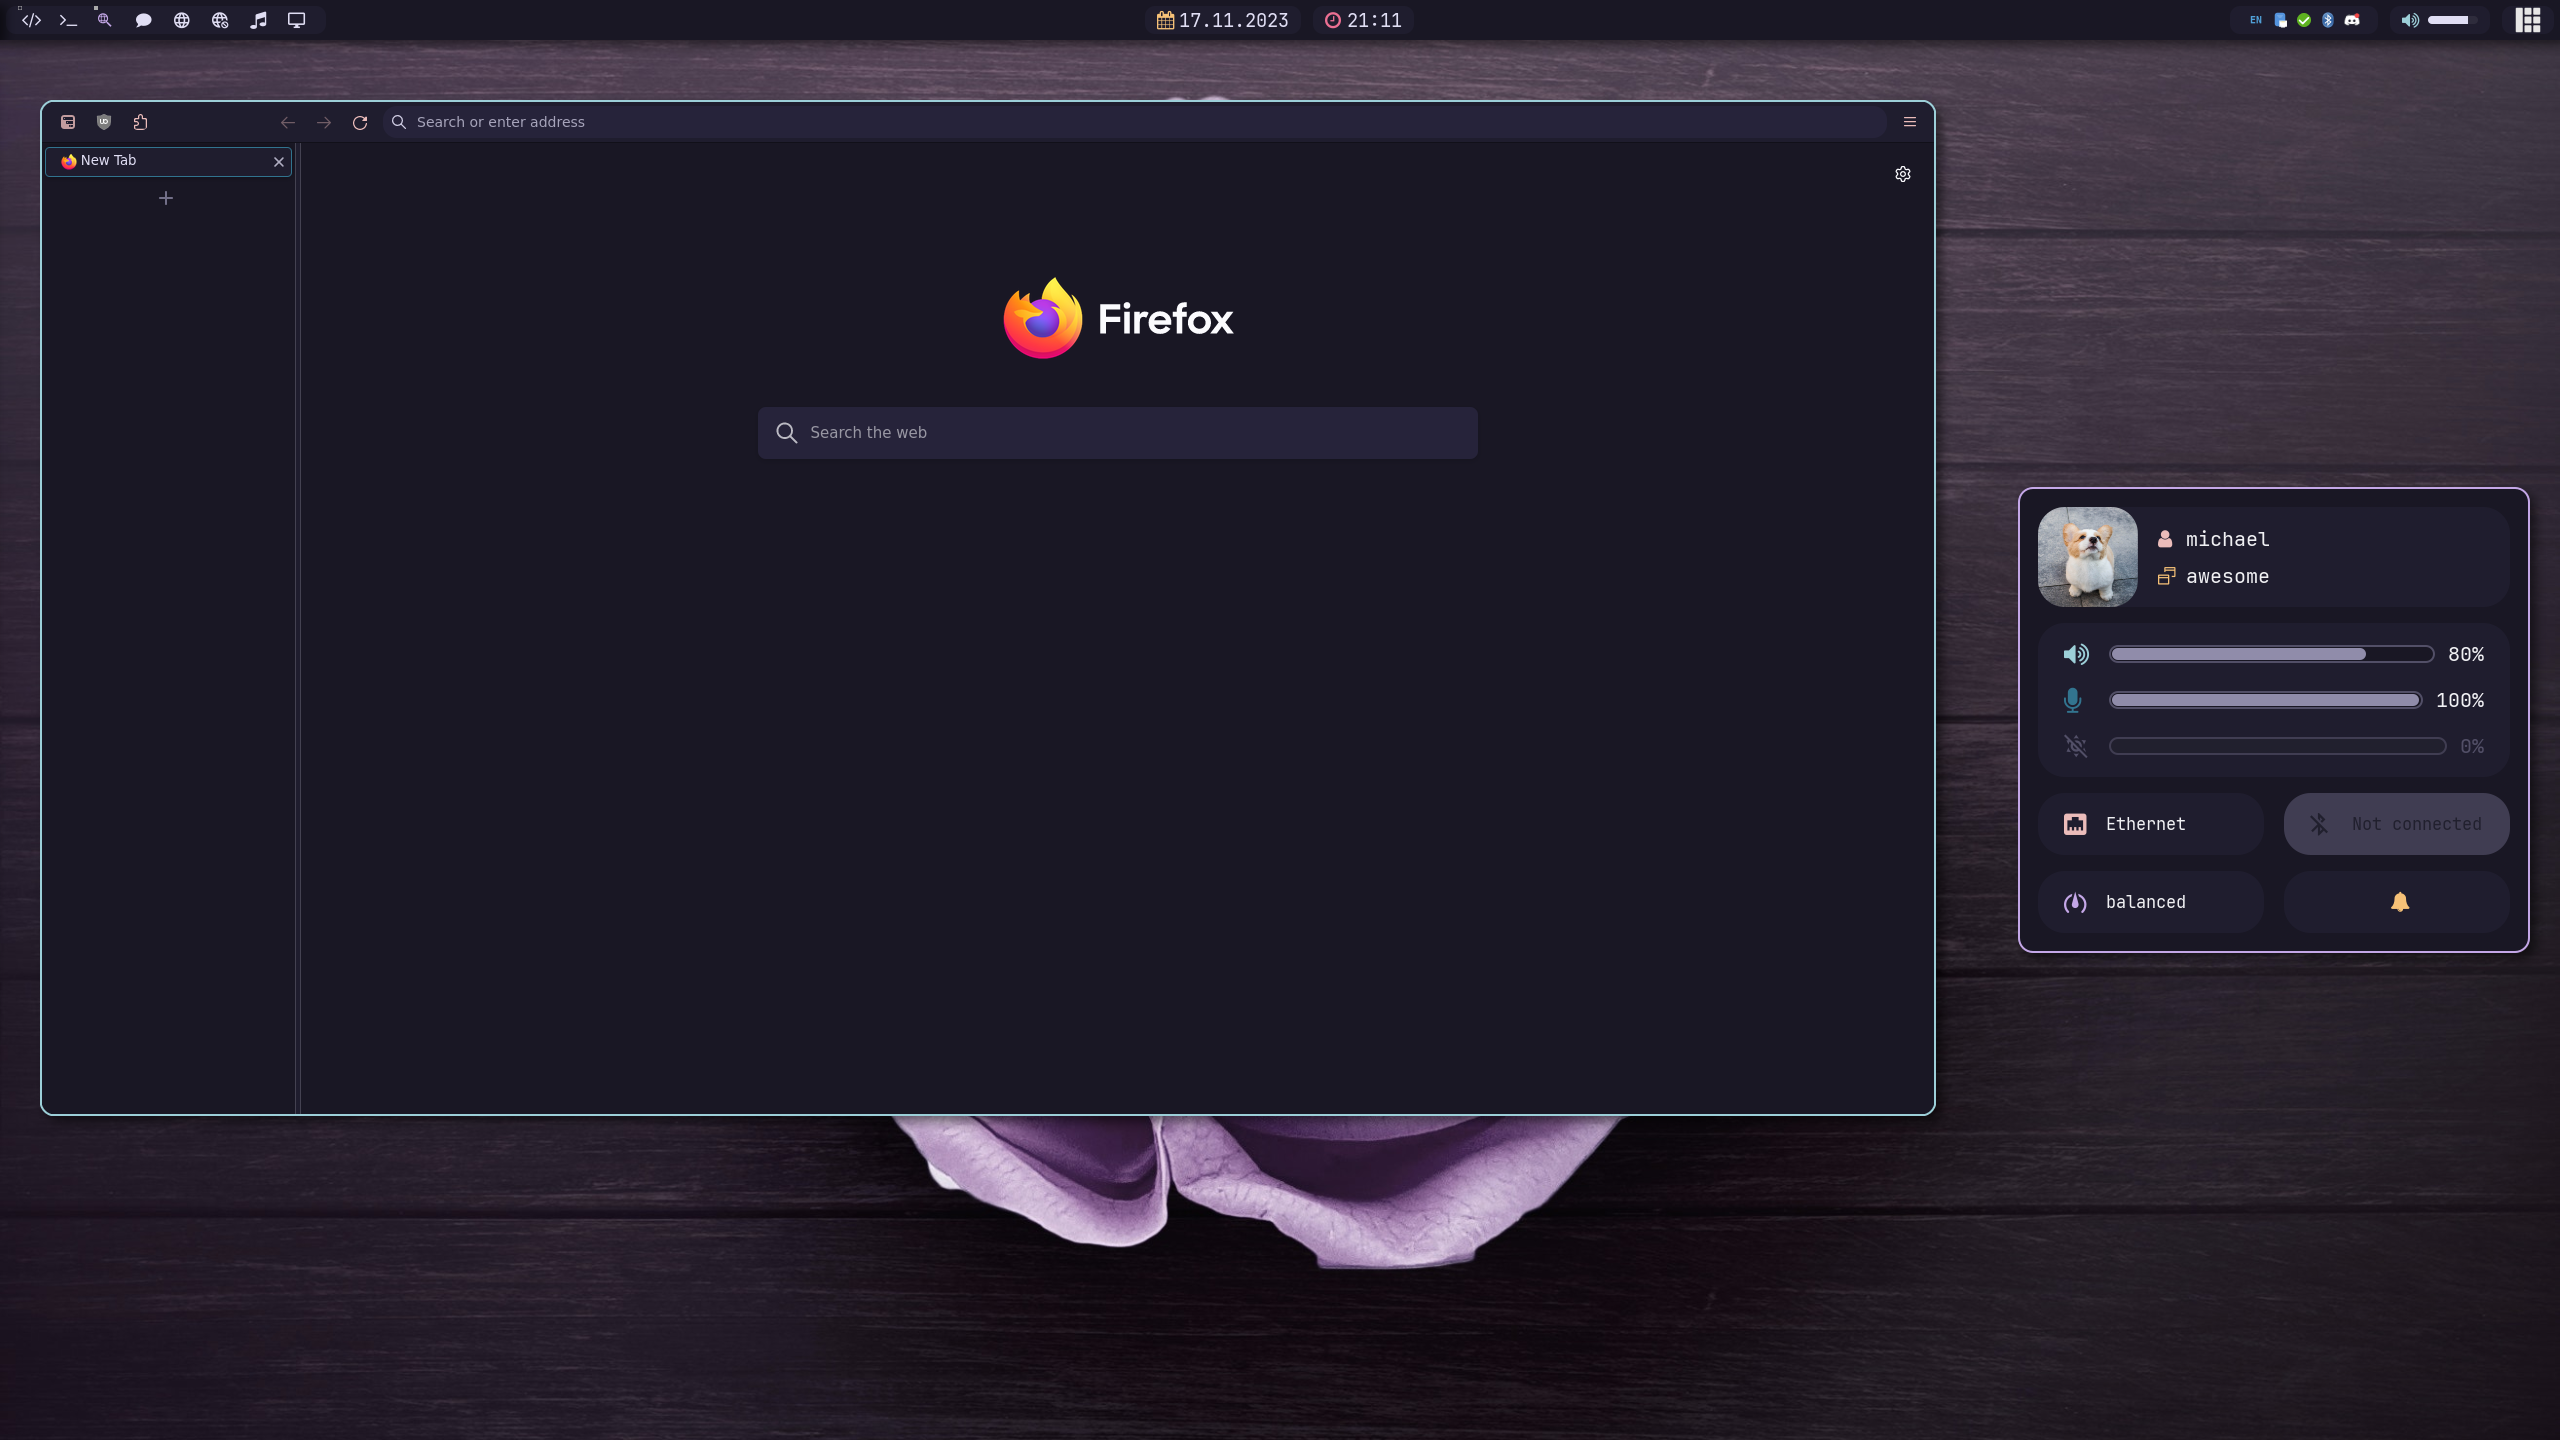 17.11.2023
21:11
EN
Search or enter address
New Tab
Firefox
Search the web
michael
awesome
80%
100%
0%
Ethernet
Not connected
balanced